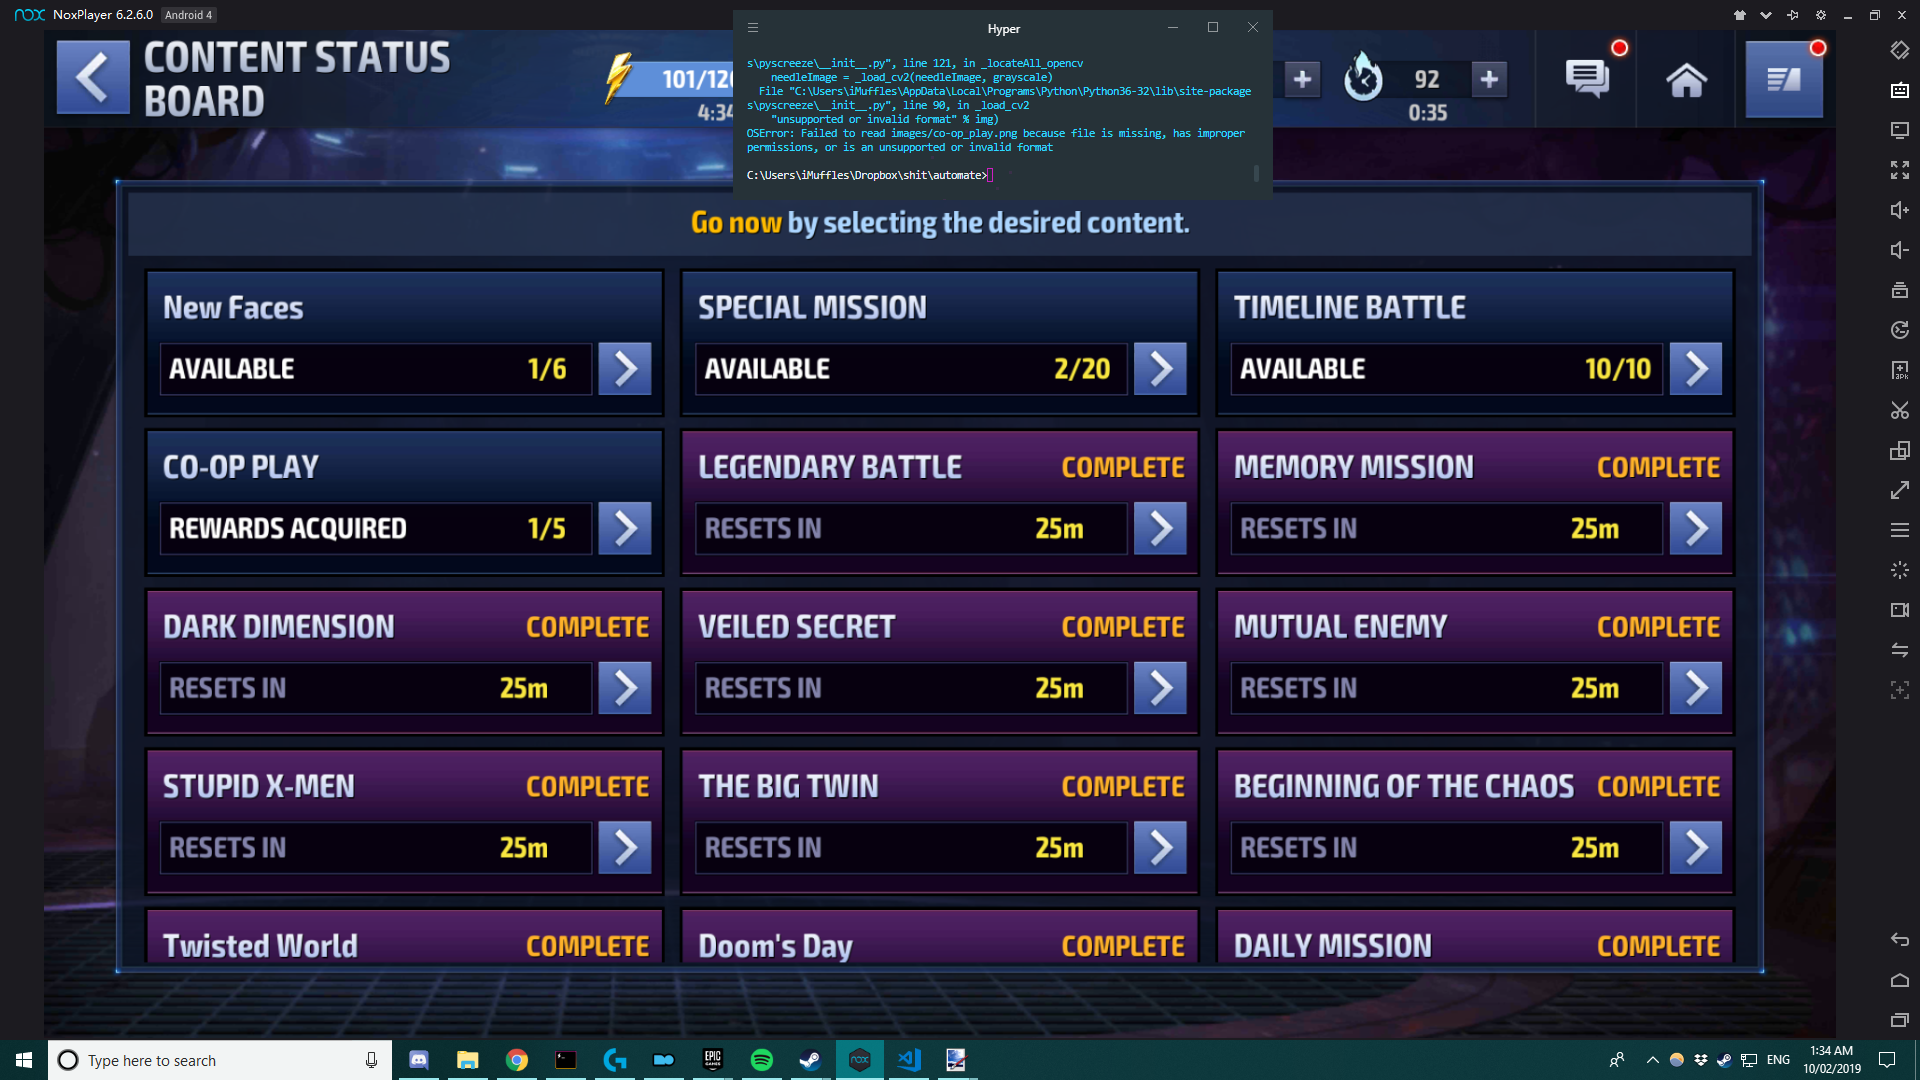 nox NoxPlayer 6.2.6.0 Android 4
CONTENT STATUS
BOARD
101/120
4:34
Hyper
s\pyscreeze\__init__.py", line 121, in _locateAll_opencv
needleImage = _load_cv2(needleImage, grayscale)
File "C:\Users\iMuffles\AppData\Local\Programs\Python\Python36-32\lib\site-package
s\pyscreeze\__init__.py", line 90, in _load_cv2
"unsupported or invalid format" % img)
OSError: Failed to read images/co-op_play.png because file is missing, has improper
permissions, or is an unsupported or invalid format
C:\Users\iMuffles\Dropbox\shit\automate>
92
0:35
Go now by selecting the desired content.
New Faces
AVAILABLE 1/6
SPECIAL MISSION
AVAILABLE 2/20
TIMELINE BATTLE
AVAILABLE 10/10
CO-OP PLAY
REWARDS ACQUIRED 1/5
LEGENDARY BATTLE COMPLETE
RESETS IN 25m
MEMORY MISSION COMPLETE
RESETS IN 25m
DARK DIMENSION COMPLETE
RESETS IN 25m
VEILED SECRET COMPLETE
RESETS IN 25m
MUTUAL ENEMY COMPLETE
RESETS IN 25m
STUPID X-MEN COMPLETE
RESETS IN 25m
THE BIG TWIN COMPLETE
RESETS IN 25m
BEGINNING OF THE CHAOS COMPLETE
RESETS IN 25m
Twisted World COMPLETE
Doom's Day COMPLETE
DAILY MISSION COMPLETE
Type here to search
EPIC
GAMES
nox
ENG
1:34 AM
10/02/2019